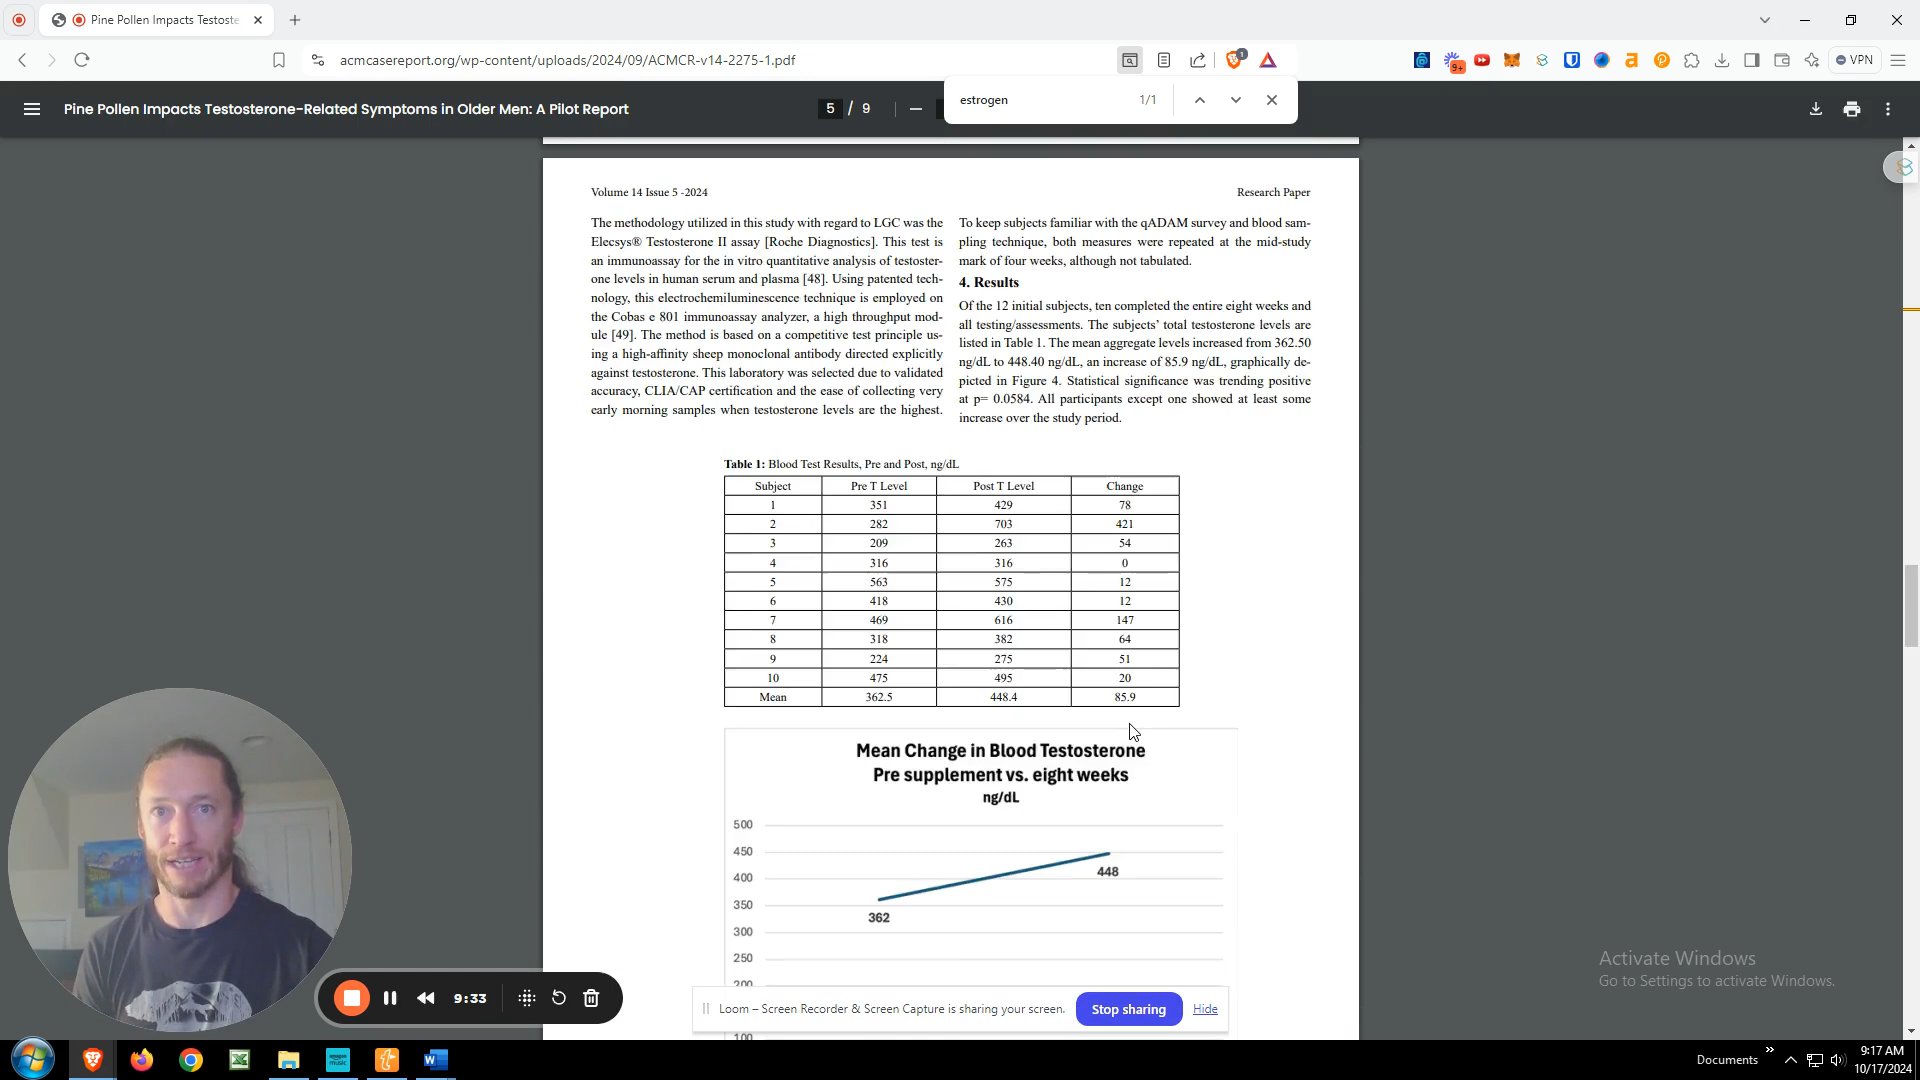 Pine Pollen Impacts Testoste
acmcasereport.org/wp-content/uploads/2024/09/ACMCR-v14-2275-1.pdf
1
9+
VPN
estrogen 1/1
Pine Pollen Impacts Testosterone-Related Symptoms in Older Men: A Pilot Report
5 / 9
Volume 14 Issue 5 -2024
Research Paper
The methodology utilized in this study with regard to LGC was the
Elecsys® Testosterone II assay [Roche Diagnostics]. This test is
an immunoassay for the in vitro quantitative analysis of testoster-
one levels in human serum and plasma [48]. Using patented tech-
nology, this electrochemiluminescence technique is employed on
the Cobas e 801 immunoassay analyzer, a high throughput mod-
ule [49]. The method is based on a competitive test principle us-
ing a high-affinity sheep monoclonal antibody directed explicitly
against testosterone. This laboratory was selected due to validated
accuracy, CLIA/CAP certification and the ease of collecting very
early morning samples when testosterone levels are the highest.
To keep subjects familiar with the qADAM survey and blood sam-
pling technique, both measures were repeated at the mid-study
mark of four weeks, although not tabulated.
4. Results
Of the 12 initial subjects, ten completed the entire eight weeks and
all testing/assessments. The subjects' total testosterone levels are
listed in Table 1. The mean aggregate levels increased from 362.50
ng/dL to 448.40 ng/dL, an increase of 85.9 ng/dL, graphically de-
picted in Figure 4. Statistical significance was trending positive
at p= 0.0584. All participants except one showed at least some
increase over the study period.
Table 1: Blood Test Results, Pre and Post, ng/dL
Subject Pre T Level Post T Level Change
1 351 429 78
2 282 703 421
3 209 263 54
4 316 316 0
5 563 575 12
6 418 430 12
7 469 616 147
8 318 382 64
9 224 275 51
10 475 495 20
Mean 362.5 448.4 85.9
Mean Change in Blood Testosterone
Pre supplement vs. eight weeks
ng/dL
500
450
400
350
300
250
200
100
448
362
9:33
Loom – Screen Recorder & Screen Capture is sharing your screen.
Stop sharing
Hide
Activate Windows
Go to Settings to activate Windows.
Documents
9:17 AM
10/17/2024